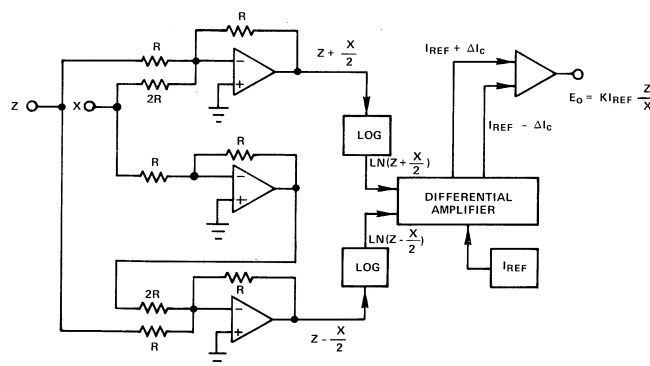 R
R
2R
Z
X
−
+
Z + X/2
I_REF + ΔI_C
E_O = KI_REF Z/X
I_REF − ΔI_C
LOG
LN(Z + X/2)
R
R
−
+
DIFFERENTIAL
AMPLIFIER
LN(Z − X/2)
LOG
I_REF
2R
R
R
−
+
Z − X/2